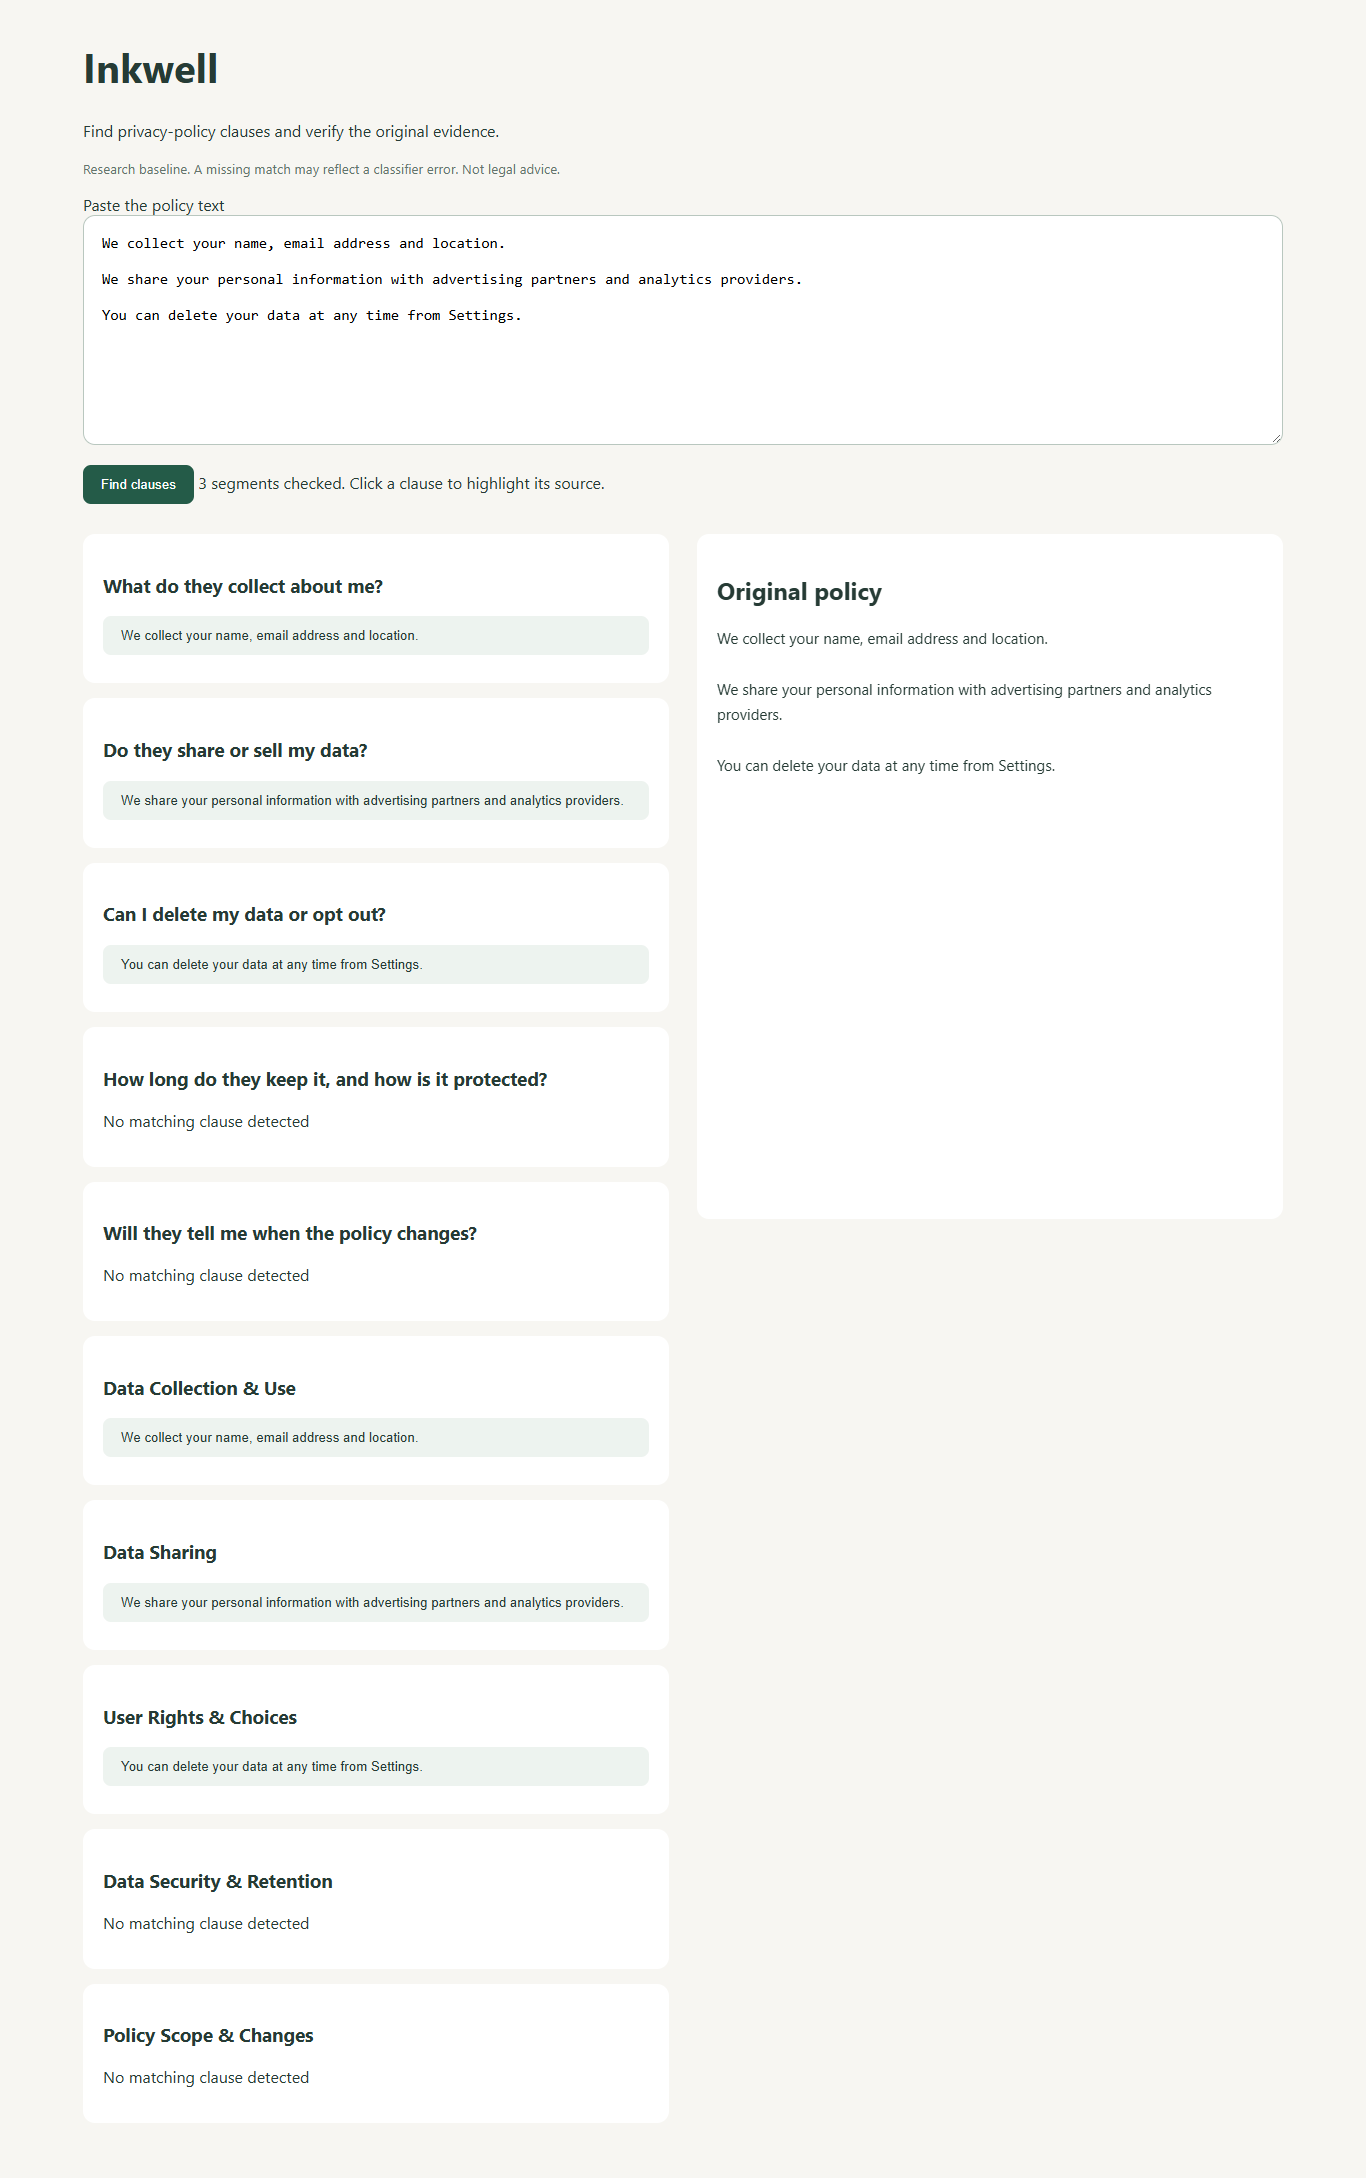 Inkwell
Find privacy-policy clauses and verify the original evidence.
Research baseline. A missing match may reflect a classifier error. Not legal advice.
Paste the policy text
We collect your name, email address and location.
We share your personal information with advertising partners and analytics providers.
You can delete your data at any time from Settings.
Find clauses
3 segments checked. Click a clause to highlight its source.
What do they collect about me?
We collect your name, email address and location.
Do they share or sell my data?
We share your personal information with advertising partners and analytics providers.
Can I delete my data or opt out?
You can delete your data at any time from Settings.
How long do they keep it, and how is it protected?
No matching clause detected
Will they tell me when the policy changes?
No matching clause detected
Data Collection & Use
We collect your name, email address and location.
Data Sharing
We share your personal information with advertising partners and analytics providers.
User Rights & Choices
You can delete your data at any time from Settings.
Data Security & Retention
No matching clause detected
Policy Scope & Changes
No matching clause detected
Original policy
We collect your name, email address and location.
We share your personal information with advertising partners and analytics
providers.
You can delete your data at any time from Settings.